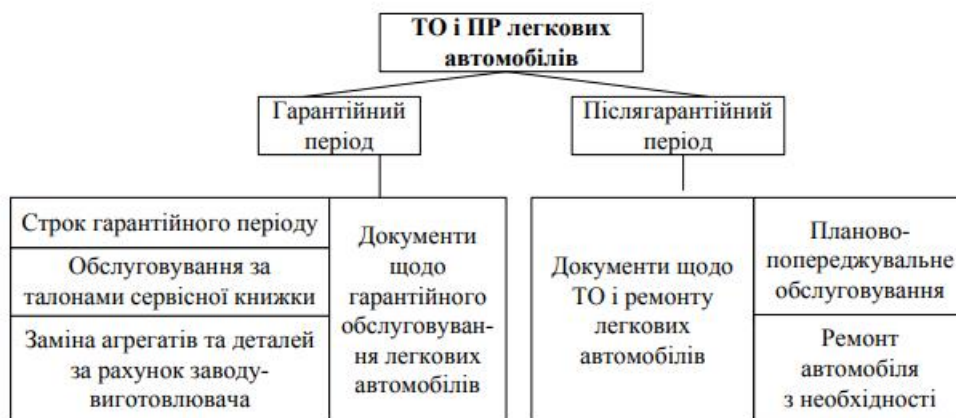 ТО і ПР легкових
автомобілів
Гарантійний
період
Післягарантійний
період
Строк гарантійного періоду
Обслуговування за
талонами сервісної книжки
Заміна агрегатів та деталей
за рахунок заводу-
виготовлювача
Документи
щодо
гарантійного
обслуговуван-
ня легкових
автомобілів
Документи щодо
ТО і ремонту
легкових
автомобілів
Планово-
попереджувальне
обслуговування
Ремонт
автомобіля
з необхідності